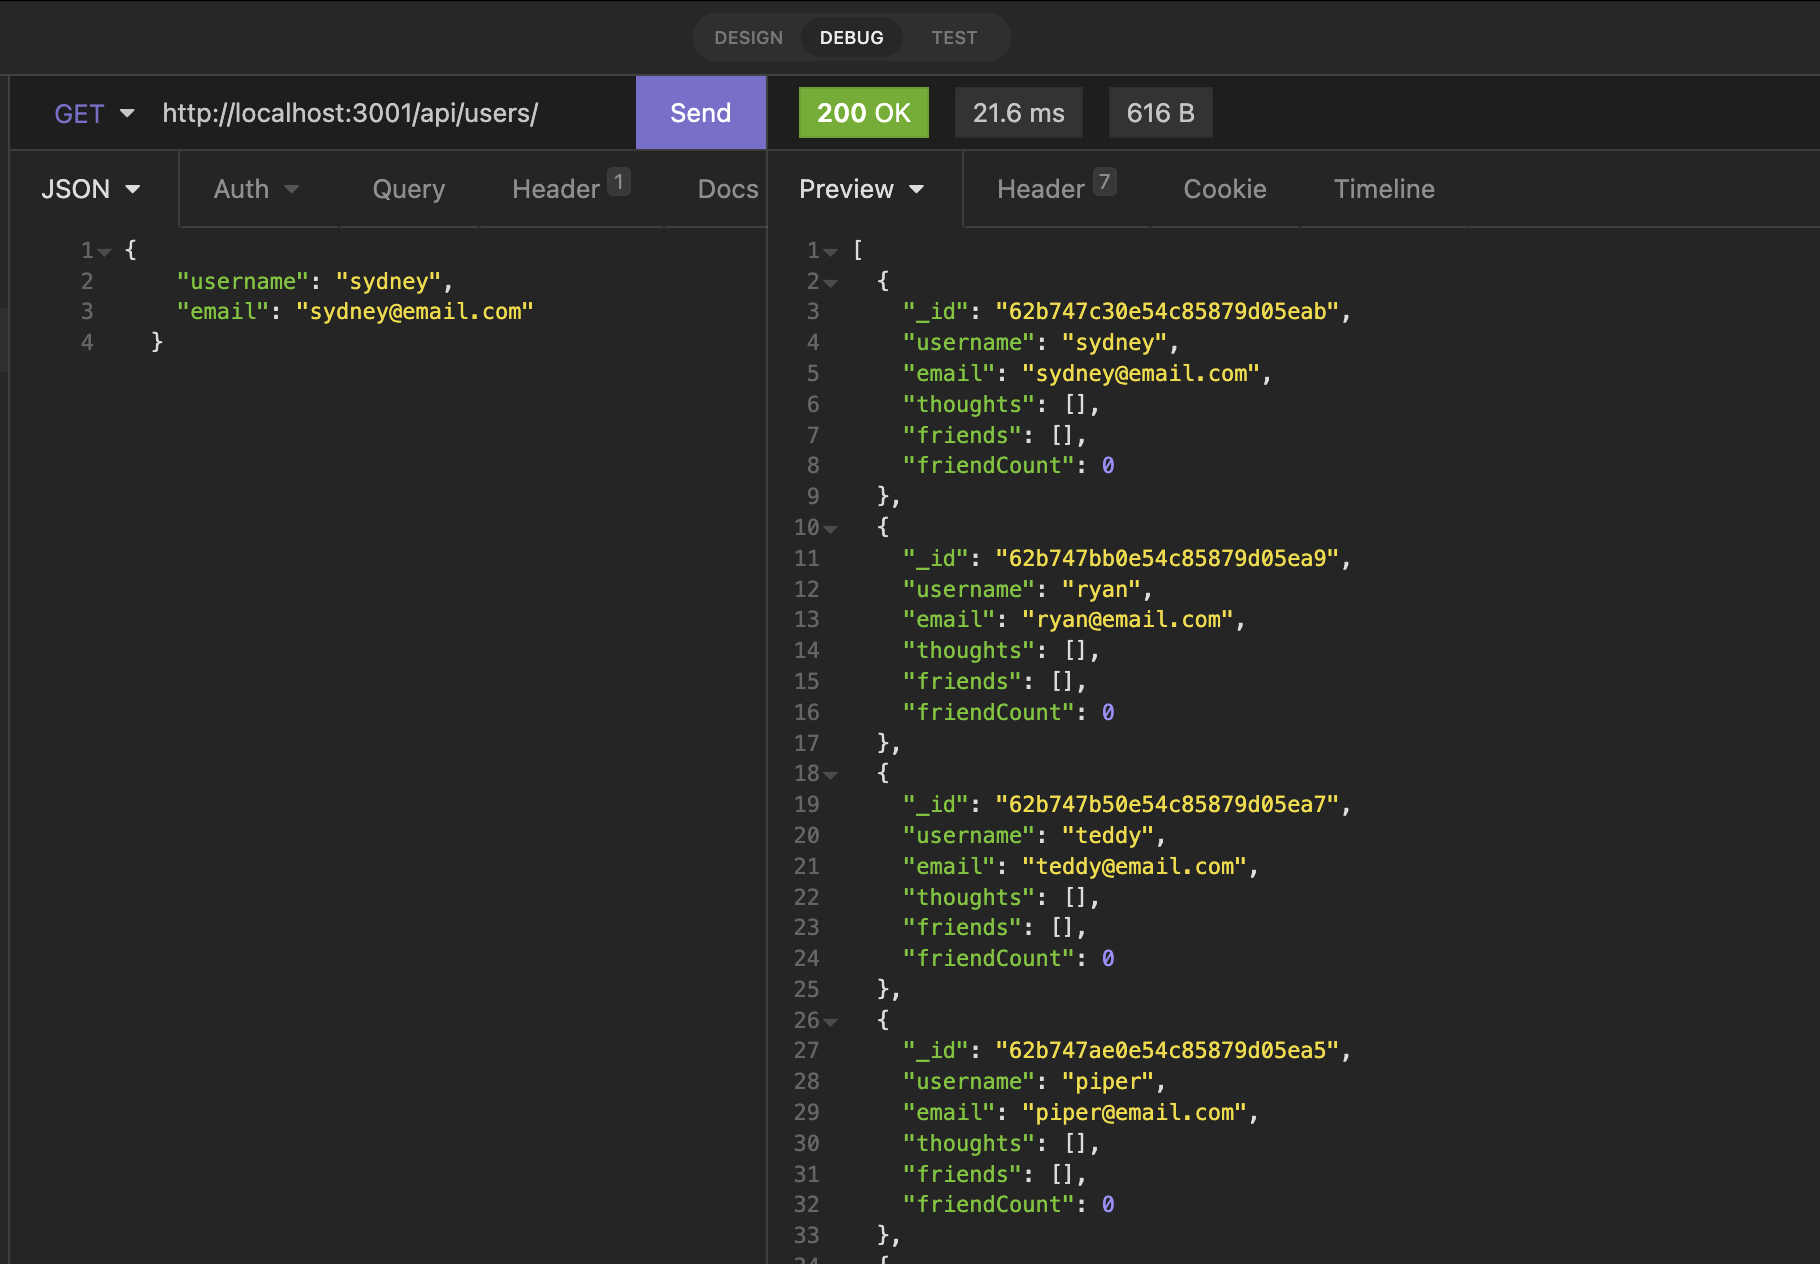 DESIGN DEBUG TEST
GET http://localhost:3001/api/users/ Send 200 OK 21.6 ms 616 B
JSON Auth Query Header 1 Docs Preview Header 7 Cookie Timeline
1 {
2 "username": "sydney",
3 "email": "sydney@email.com"
4 }
1 [
2 {
3 "_id": "62b747c30e54c85879d05eab",
4 "username": "sydney",
5 "email": "sydney@email.com",
6 "thoughts": [],
7 "friends": [],
8 "friendCount": 0
9 },
10 {
11 "_id": "62b747bb0e54c85879d05ea9",
12 "username": "ryan",
13 "email": "ryan@email.com",
14 "thoughts": [],
15 "friends": [],
16 "friendCount": 0
17 },
18 {
19 "_id": "62b747b50e54c85879d05ea7",
20 "username": "teddy",
21 "email": "teddy@email.com",
22 "thoughts": [],
23 "friends": [],
24 "friendCount": 0
25 },
26 {
27 "_id": "62b747ae0e54c85879d05ea5",
28 "username": "piper",
29 "email": "piper@email.com",
30 "thoughts": [],
31 "friends": [],
32 "friendCount": 0
33 },
34 {